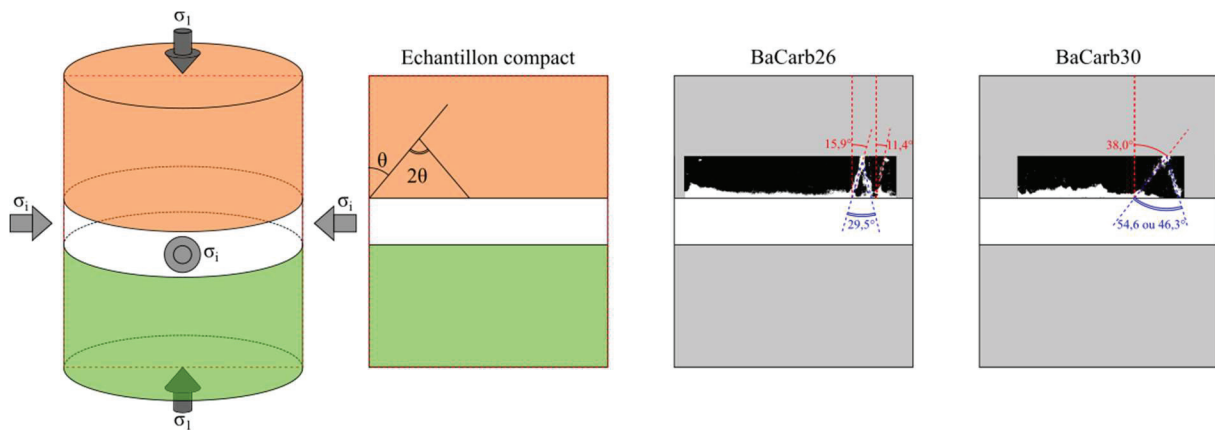 σ1
Echantillon compact
BaCarb26
BaCarb30
θ
2θ
15,9°
11,4°
38,0°
σi
σi
σi
29,5°
54,6 ou 46,3°
σ1